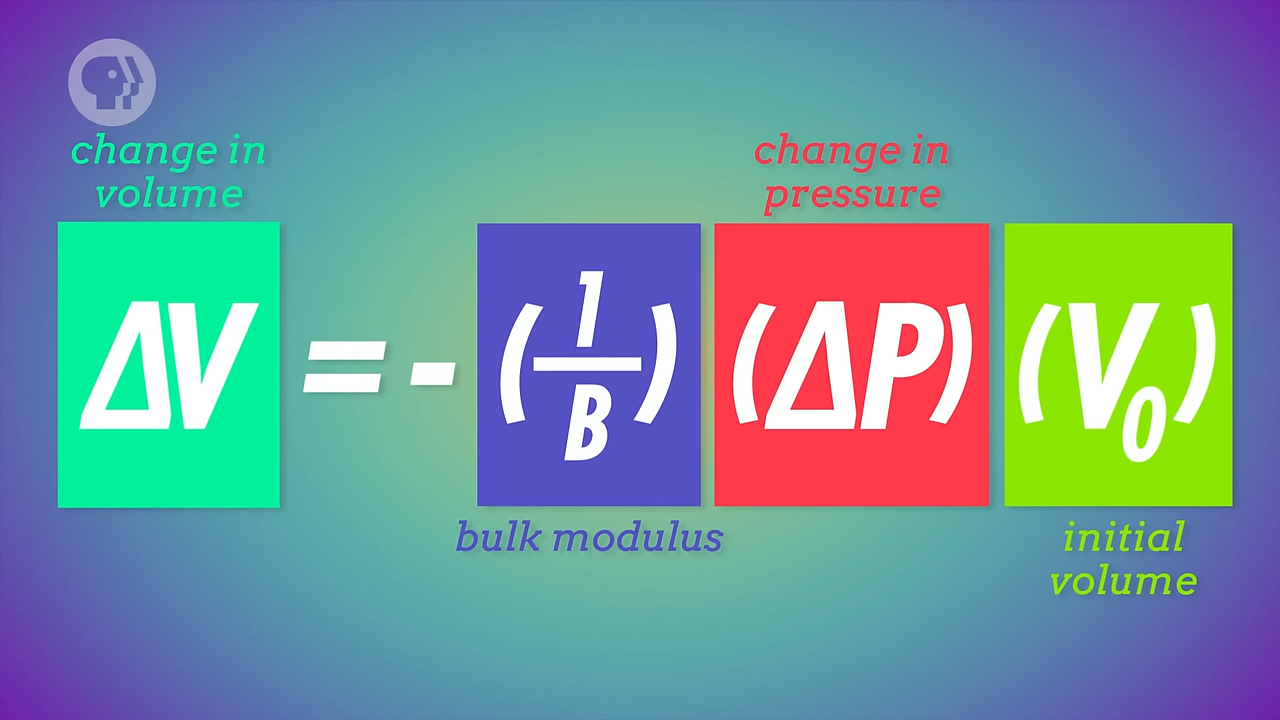 change in
volume
change in
pressure
ΔV = - (1/B) (ΔP) (V₀)
bulk modulus
initial
volume